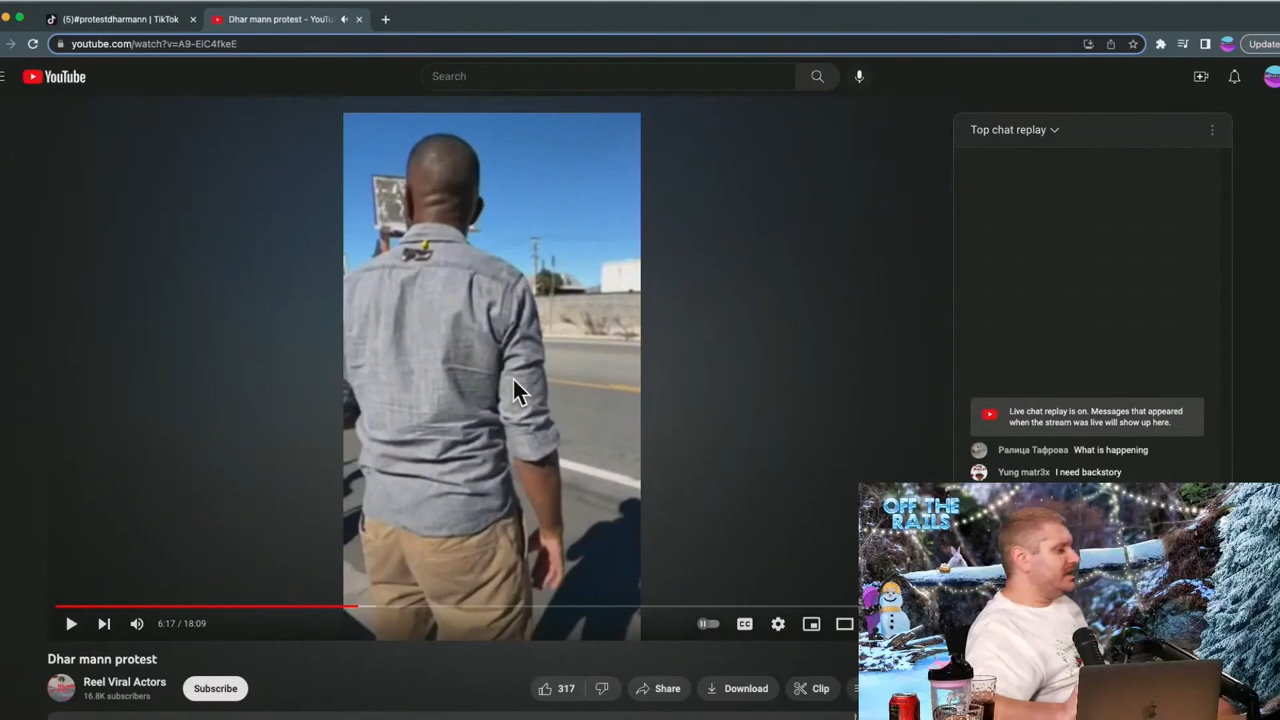 (5)#protestdharmann | TikTok
Dhar mann protest - YouTu
youtube.com/watch?v=A9-EiC4fkeE
Update
YouTube
Search
Top chat replay
Live chat replay is on. Messages that appeared
when the stream was live will show up here.
Ралица Тафрова What is happening
Yung matr3x I need backstory
OFF THE
RAILS
6:17 / 18:09
CC
Dhar mann protest
Reel Viral Actors
16.8K subscribers
Subscribe
317
Share
Download
Clip